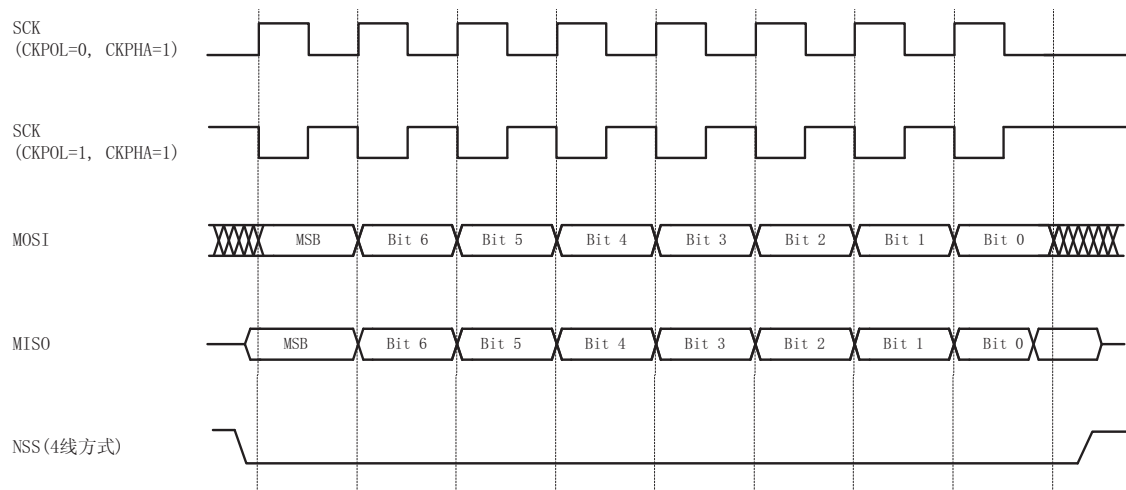 SCK
(CKPOL=0, CKPHA=1)
SCK
(CKPOL=1, CKPHA=1)
MOSI
MSB Bit 6 Bit 5 Bit 4 Bit 3 Bit 2 Bit 1 Bit 0
MISO
MSB Bit 6 Bit 5 Bit 4 Bit 3 Bit 2 Bit 1 Bit 0
NSS(4线方式)